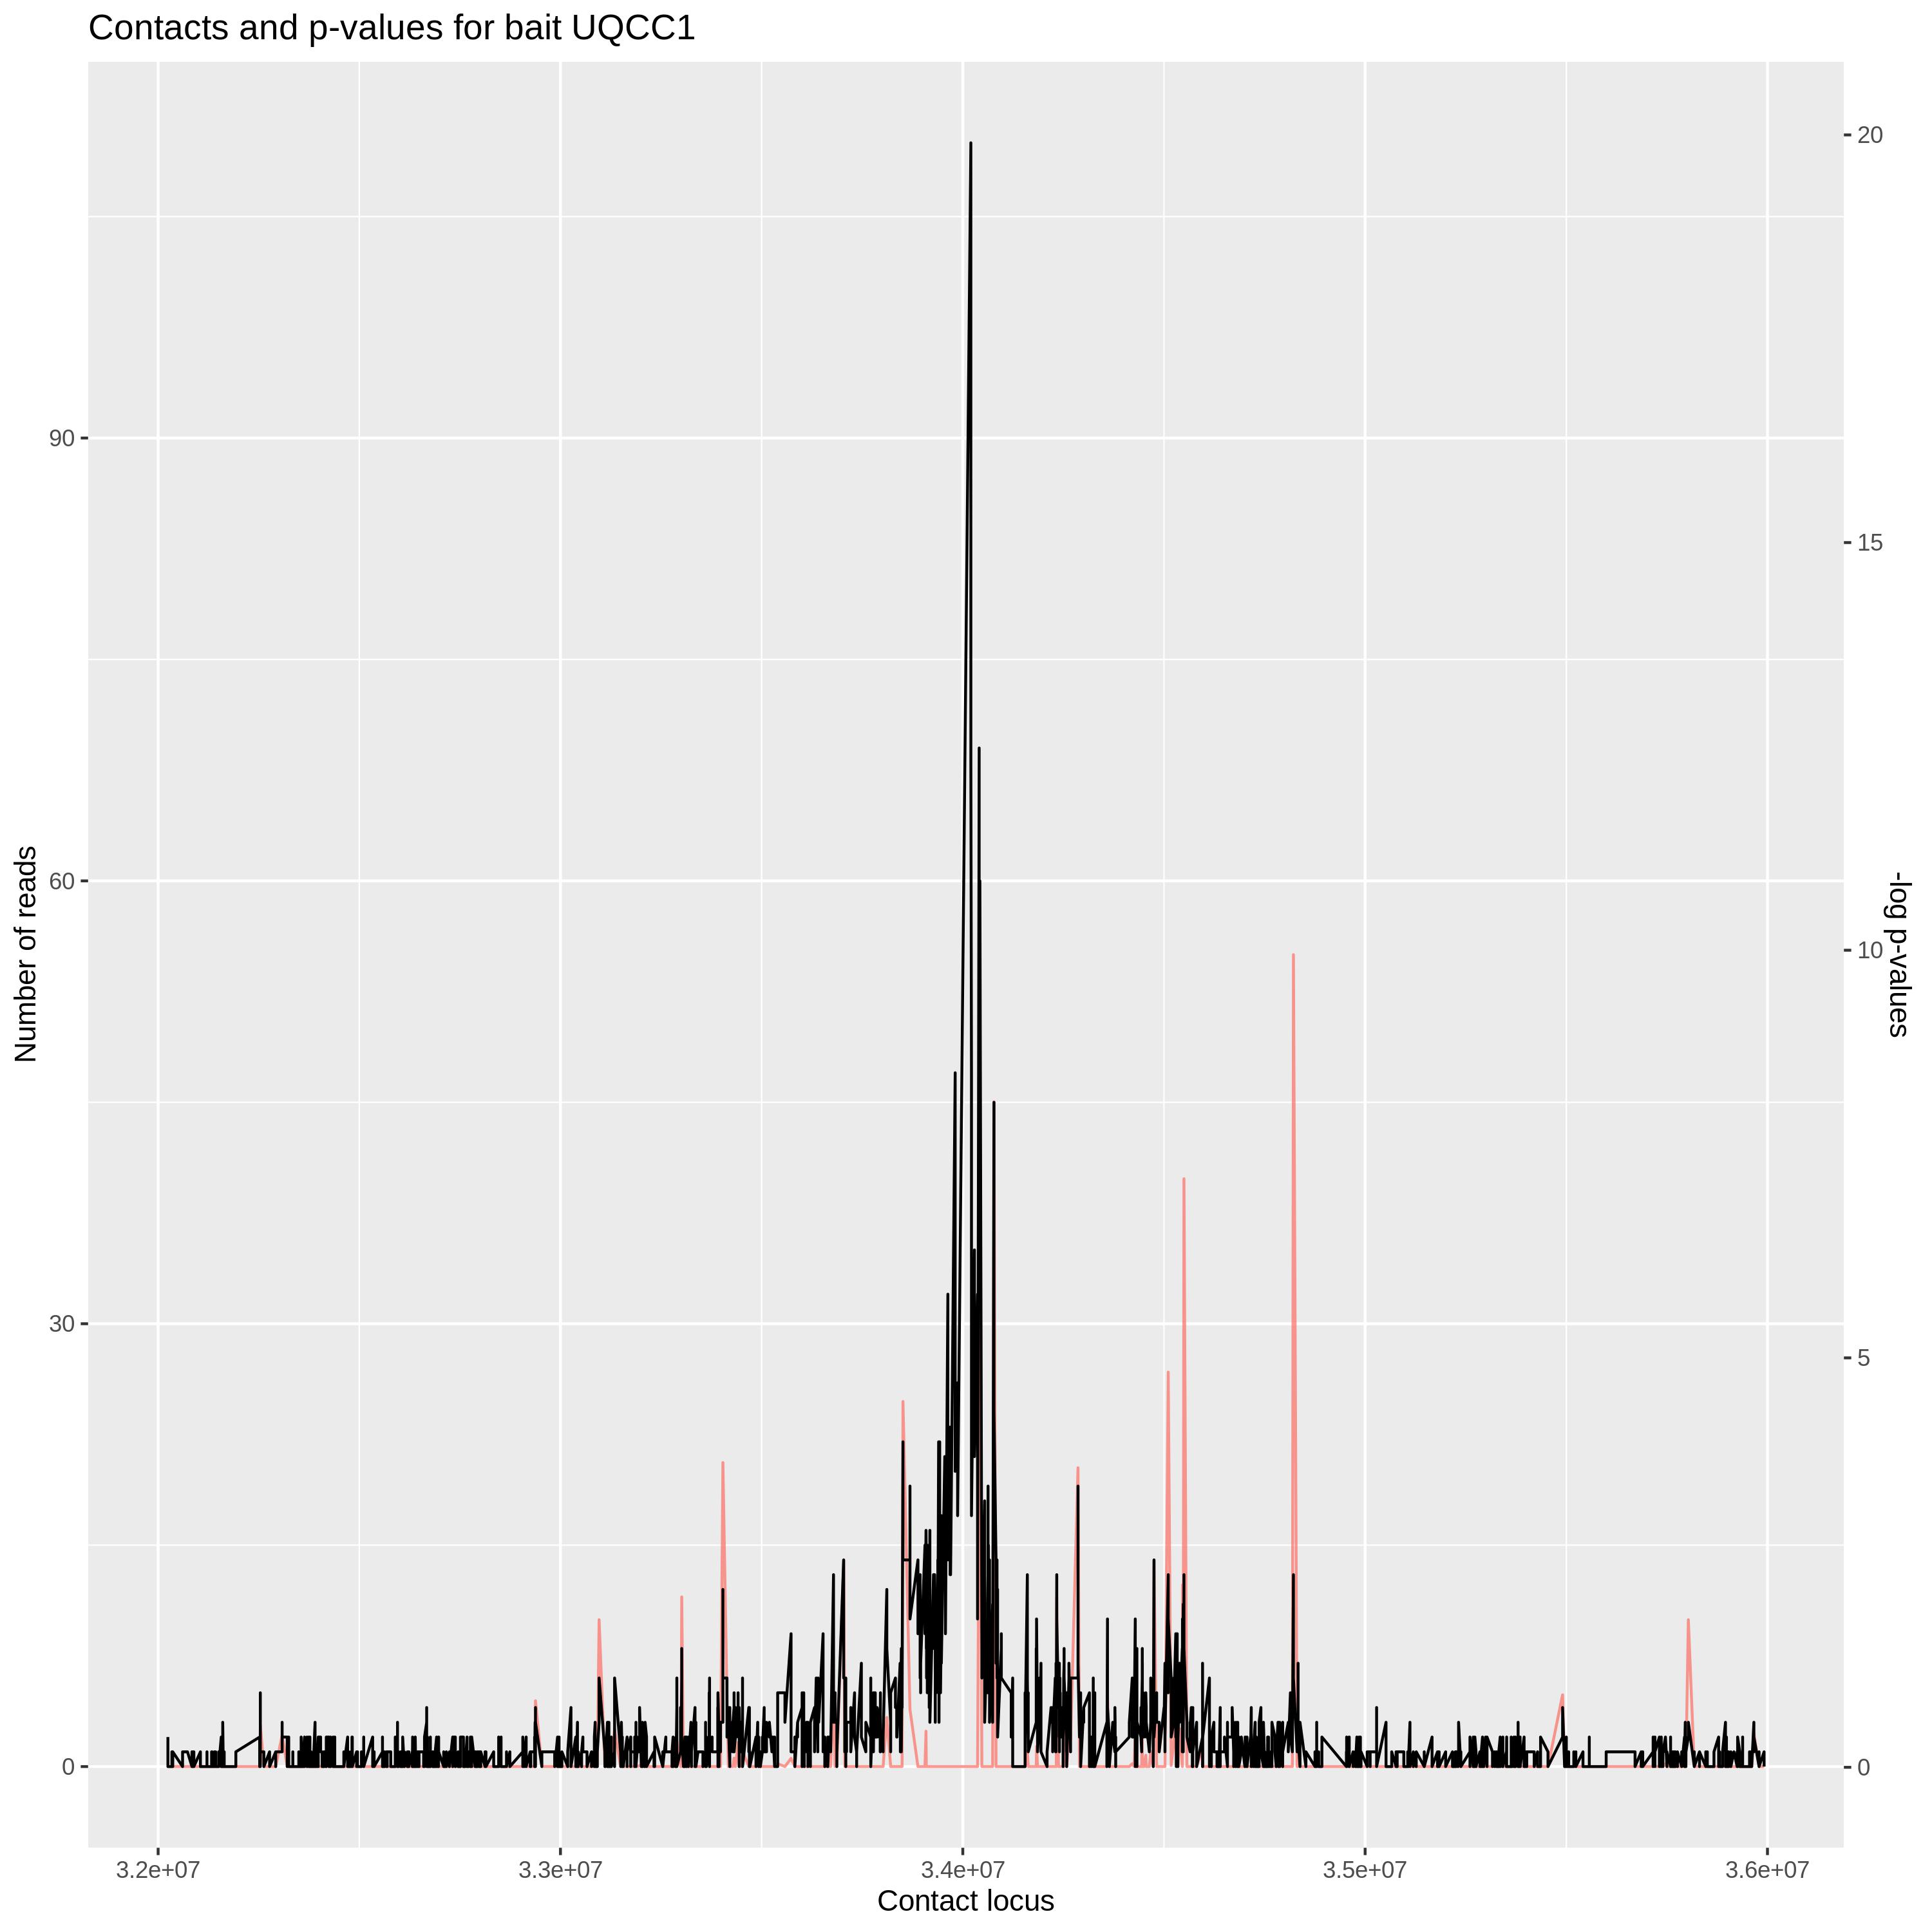 Contacts and p-values for bait UQCC1
Number of reads
90
60
30
0
20
15
10
5
0
-log p-values
3.2e+07
3.3e+07
3.4e+07
3.5e+07
3.6e+07
Contact locus